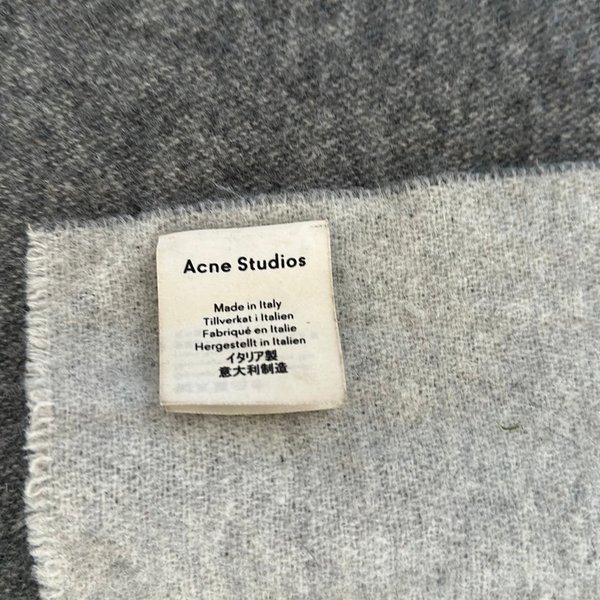 Acne Studios
Made in Italy
Tillverkat i Italien
Fabriqué en Italie
Hergestellt in Italien
イタリア製
意大利制造